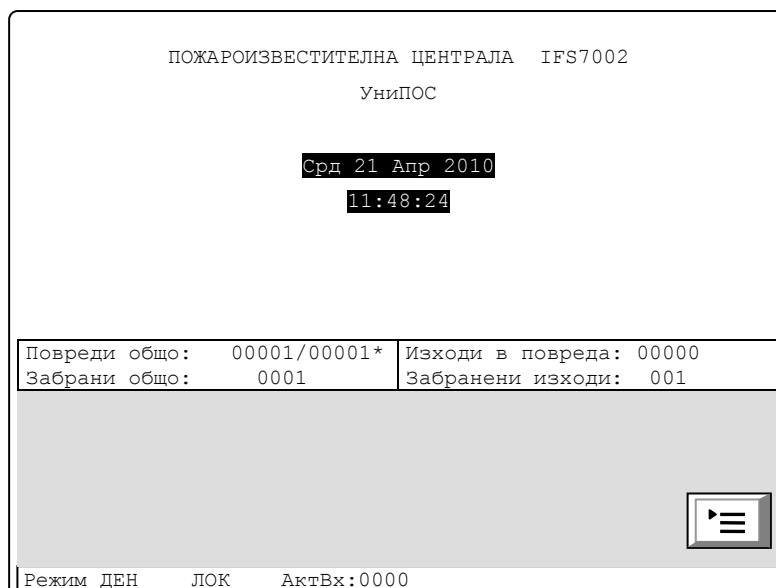 ПОЖАРОИЗВЕСТИТЕЛНА ЦЕНТРАЛА IFS7002
УниПОС
Срд 21 Апр 2010
11:48:24
Повреди общо: 00001/00001* Изходи в повреда: 00000
Забрани общо: 0001 Забранени изходи: 001
Режим ДЕН ЛОК АктВх:0000